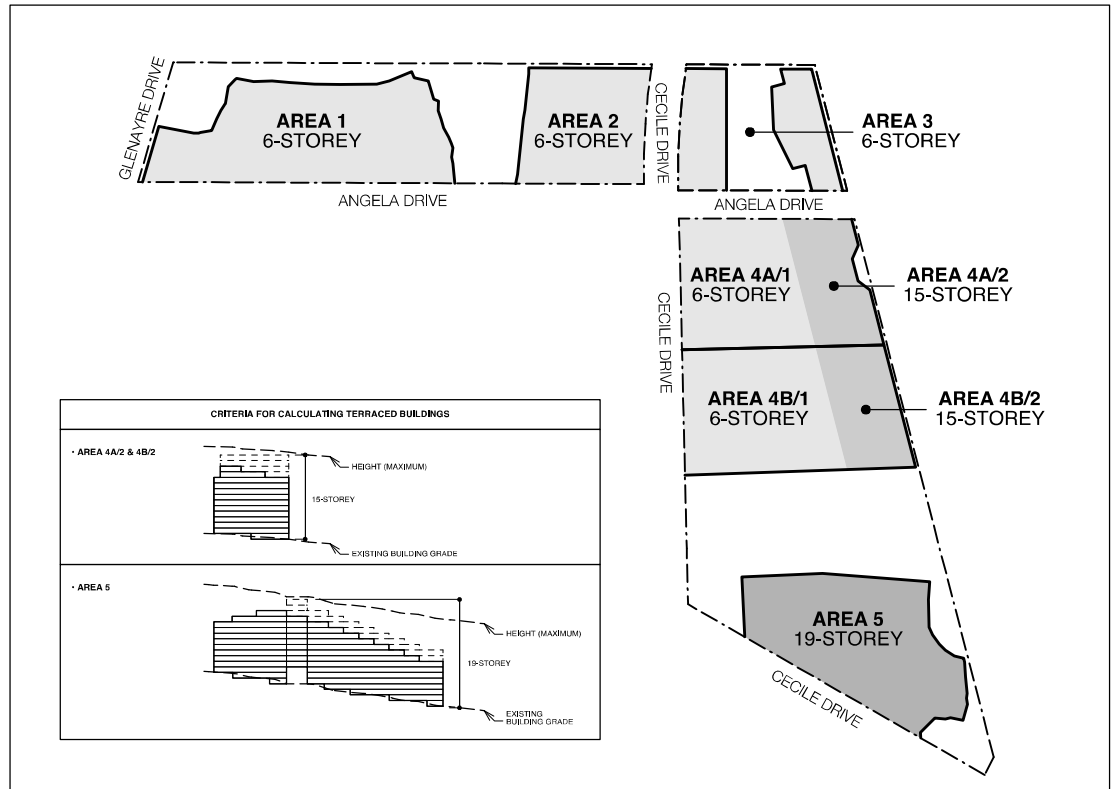 GLENAYRE DRIVE
AREA 1
6-STOREY
AREA 2
6-STOREY
CECILE DRIVE
AREA 3
6-STOREY
ANGELA DRIVE
ANGELA DRIVE
AREA 4A/1
6-STOREY
AREA 4A/2
15-STOREY
CECILE DRIVE
AREA 4B/1
6-STOREY
AREA 4B/2
15-STOREY
AREA 5
19-STOREY
CECILE DRIVE
CRITERIA FOR CALCULATING TERRACED BUILDINGS
• AREA 4A/2 & 4B/2
HEIGHT (MAXIMUM)
15-STOREY
EXISTING BUILDING GRADE
• AREA 5
HEIGHT (MAXIMUM)
19-STOREY
EXISTING
BUILDING GRADE